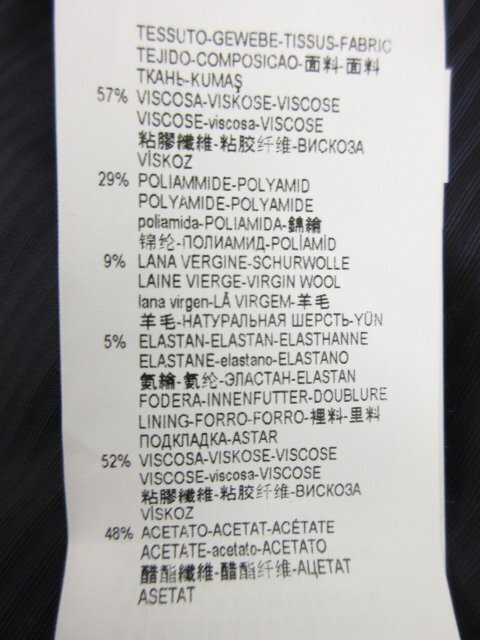 TESSUTO-GEWEBE-TISSUS-FABRIC
TEJIDO-COMPOSICAO-面料-面料
ТКАНЬ-KUMAŞ
57% VISCOSA-VISKOSE-VISCOSE
VISCOSE-viscosa-VISCOSE
粘膠纖維-粘胶纤维-ВИСКОЗА
VİSKOZ
29% POLIAMMIDE-POLYAMID
POLYAMIDE-POLYAMIDE
poliamida-POLIAMIDA-錦綸
锦纶-ПОЛИАМИД-POLİAMİD
9% LANA VERGINE-SCHURWOLLE
LAINE VIERGE-VIRGIN WOOL
lana virgen-LÃ VIRGEM-羊毛
羊毛-НАТУРАЛЬНАЯ ШЕРСТЬ-YÜN
5% ELASTAN-ELASTAN-ELASTHANNE
ELASTANE-elastano-ELASTANO
氨綸-氨纶-ЭЛАСТАН-ELASTAN
FODERA-INNENFUTTER-DOUBLURE
LINING-FORRO-FORRO-裡料-里料
ПОДКЛАДКА-ASTAR
52% VISCOSA-VISKOSE-VISCOSE
VISCOSE-viscosa-VISCOSE
粘膠纖維-粘胶纤维-ВИСКОЗА
VİSKOZ
48% ACETATO-ACETAT-ACÉTATE
ACETATE-acetato-ACETATO
醋酯纖維-醋酯纤维-АЦЕТАТ
ASETAT